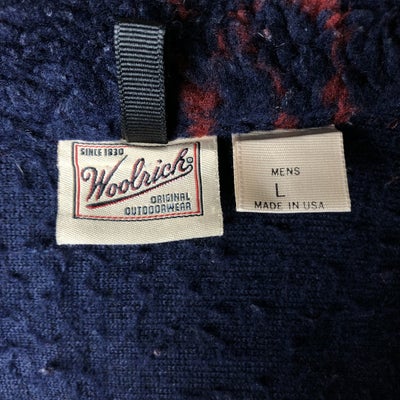 SINCE 1830
Woolrich®
ORIGINAL
OUTDOORWEAR
MENS
L
MADE IN USA